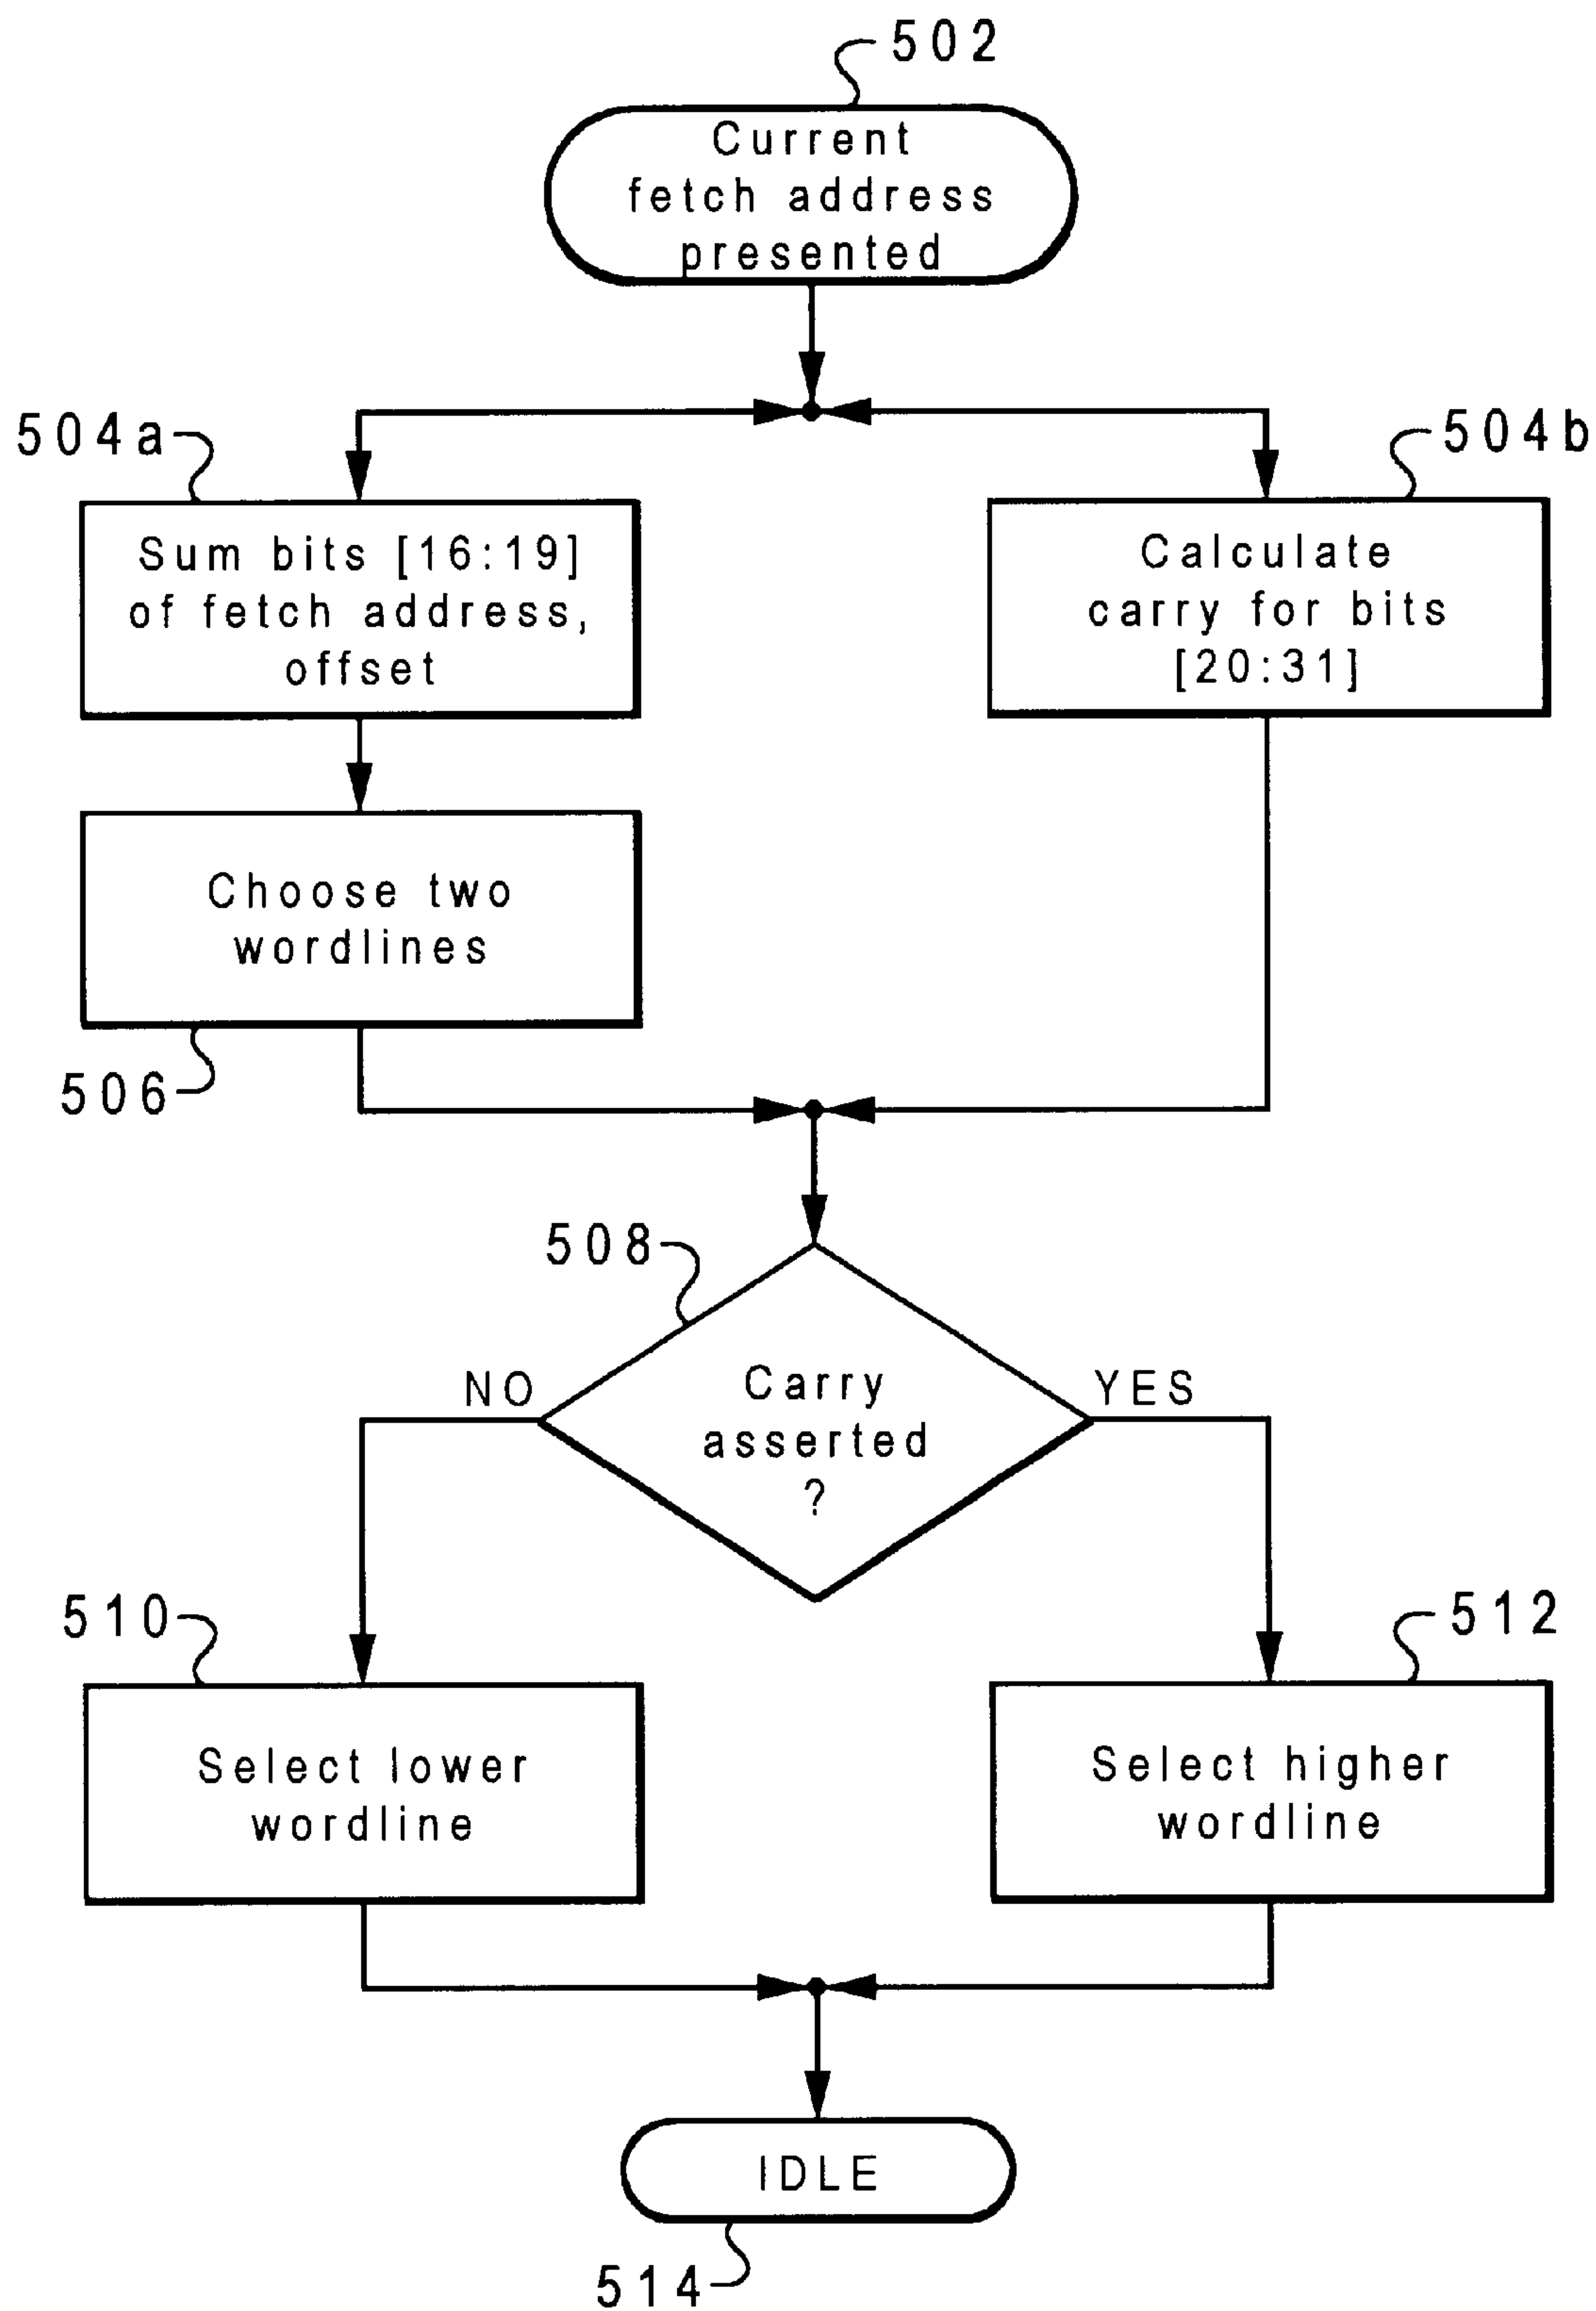 502
Current
fetch address
presented
504a
504b
Sum bits [16:19]
of fetch address,
offset
Calculate
carry for bits
[20:31]
Choose two
wordlines
506
508
NO
Carry
asserted
?
YES
510
512
Select lower
wordline
Select higher
wordline
IDLE
514